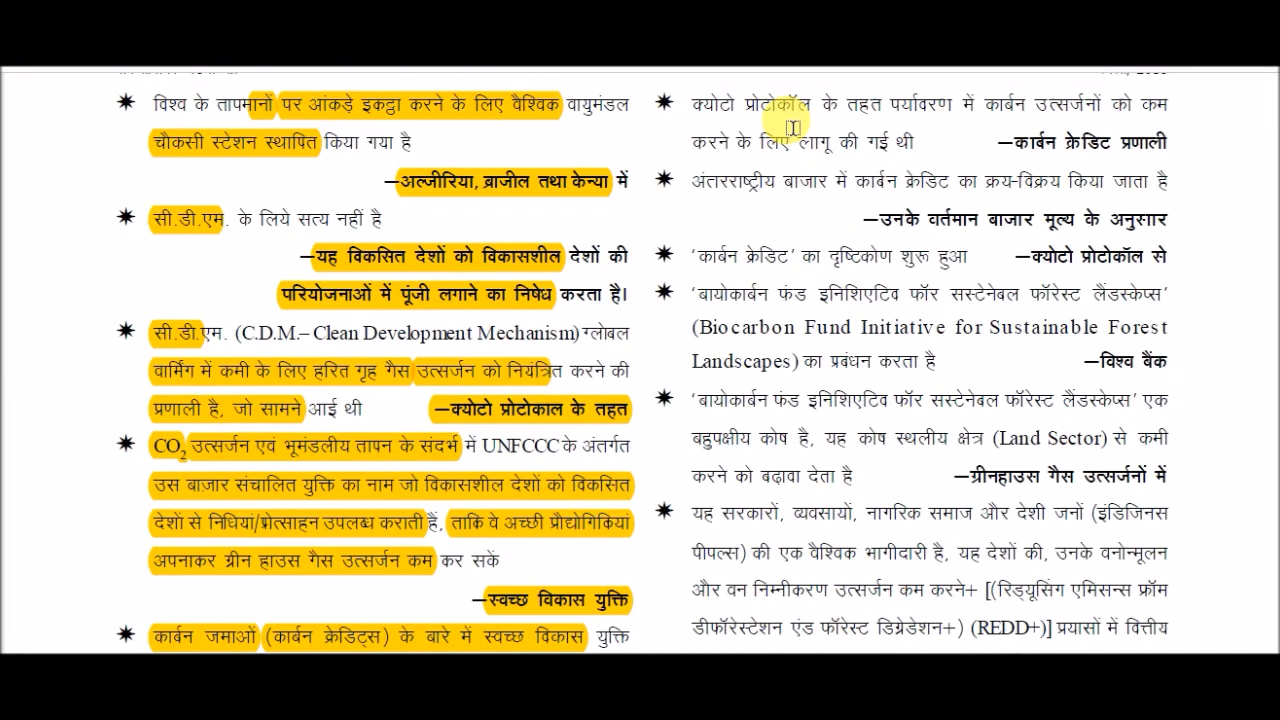 ✷ विश्व के तापमानों पर आंकड़े इकट्ठा करने के लिए वैश्विक वायुमंडल
चौकसी स्टेशन स्थापित किया गया है
—अल्जीरिया, ब्राजील तथा केन्या में
✷ सी.डी.एम. के लिये सत्य नहीं है
—यह विकसित देशों को विकासशील देशों की
परियोजनाओं में पूंजी लगाने का निषेध करता है।
✷ सी.डी.एम. (C.D.M.– Clean Development Mechanism) ग्लोबल
वार्मिंग में कमी के लिए हरित गृह गैस उत्सर्जन को नियंत्रित करने की
प्रणाली है, जो सामने आई थी —क्योटो प्रोटोकाल के तहत
✷ CO₂ उत्सर्जन एवं भूमंडलीय तापन के संदर्भ में UNFCCC के अंतर्गत
उस बाज़ार संचालित युक्ति का नाम जो विकासशील देशों को विकसित
देशों से निधियां/प्रोत्साहन उपलब्ध कराती हैं, ताकि वे अच्छी प्रौद्योगिकियां
अपनाकर ग्रीन हाउस गैस उत्सर्जन कम कर सकें
—स्वच्छ विकास युक्ति
✷ कार्बन जमाओं (कार्बन क्रेडिट्स) के बारे में स्वच्छ विकास युक्ति
✷ क्योटो प्रोटोकॉल के तहत पर्यावरण में कार्बन उत्सर्जनों को कम
करने के लिए लागू की गई थी —कार्बन क्रेडिट प्रणाली
✷ अंतरराष्ट्रीय बाजार में कार्बन क्रेडिट का क्रय-विक्रय किया जाता है
—उनके वर्तमान बाजार मूल्य के अनुसार
✷ 'कार्बन क्रेडिट' का दृष्टिकोण शुरू हुआ —क्योटो प्रोटोकॉल से
✷ 'बायोकार्बन फंड इनिशिएटिव फॉर सस्टेनेबल फॉरेस्ट लैंडस्केप्स'
(Biocarbon Fund Initiative for Sustainable Forest
Landscapes) का प्रबंधन करता है —विश्व बैंक
✷ 'बायोकार्बन फंड इनिशिएटिव फॉर सस्टेनेबल फॉरेस्ट लैंडस्केप्स' एक
बहुपक्षीय कोष है, यह कोष स्थलीय क्षेत्र (Land Sector) से कमी
करने को बढ़ावा देता है —ग्रीनहाउस गैस उत्सर्जनों में
✷ यह सरकारों, व्यवसायों, नागरिक समाज और देशी जनों (इंडिजिनस
पीपल्स) की एक वैश्विक भागीदारी है, यह देशों की, उनके वनोन्मूलन
और वन निम्नीकरण उत्सर्जन कम करने+ [(रिड्यूसिंग एमिसन्स फ्रॉम
डीफॉरेस्टेशन एंड फॉरेस्ट डिग्रेडेशन+) (REDD+)] प्रयासों में वित्तीय